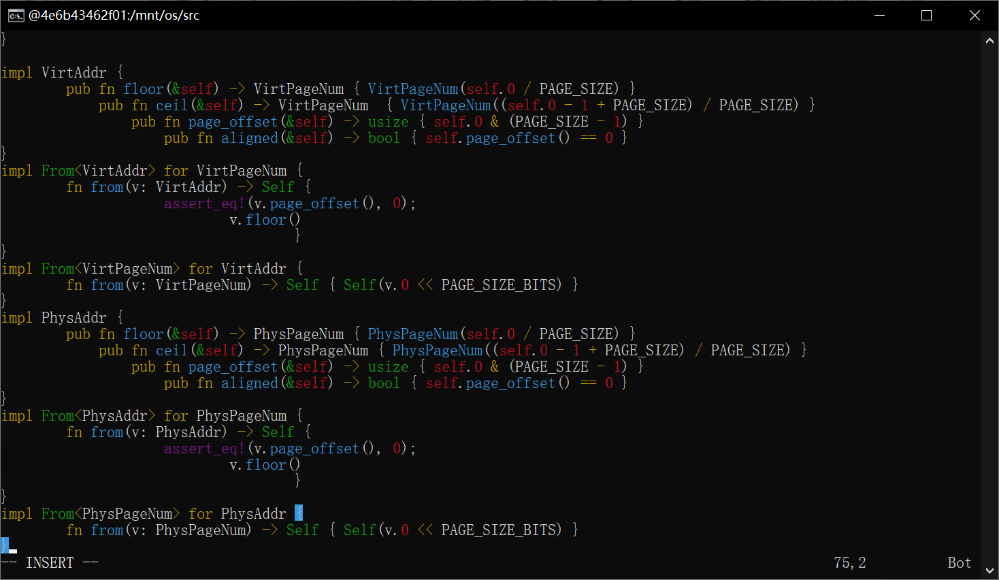 @4e6b43462f01:/mnt/os/src
}
impl VirtAddr {
        pub fn floor(&self) -> VirtPageNum { VirtPageNum(self.0 / PAGE_SIZE) }
            pub fn ceil(&self) -> VirtPageNum  { VirtPageNum((self.0 - 1 + PAGE_SIZE) / PAGE_SIZE) }
                pub fn page_offset(&self) -> usize { self.0 & (PAGE_SIZE - 1) }
                    pub fn aligned(&self) -> bool { self.page_offset() == 0 }
}
impl From<VirtAddr> for VirtPageNum {
        fn from(v: VirtAddr) -> Self {
                    assert_eq!(v.page_offset(), 0);
                            v.floor()
                                    }
}
impl From<VirtPageNum> for VirtAddr {
        fn from(v: VirtPageNum) -> Self { Self(v.0 << PAGE_SIZE_BITS) }
}
impl PhysAddr {
        pub fn floor(&self) -> PhysPageNum { PhysPageNum(self.0 / PAGE_SIZE) }
            pub fn ceil(&self) -> PhysPageNum { PhysPageNum((self.0 - 1 + PAGE_SIZE) / PAGE_SIZE) }
                pub fn page_offset(&self) -> usize { self.0 & (PAGE_SIZE - 1) }
                    pub fn aligned(&self) -> bool { self.page_offset() == 0 }
}
impl From<PhysAddr> for PhysPageNum {
        fn from(v: PhysAddr) -> Self {
                    assert_eq!(v.page_offset(), 0);
                            v.floor()
                                    }
}
impl From<PhysPageNum> for PhysAddr {
        fn from(v: PhysPageNum) -> Self { Self(v.0 << PAGE_SIZE_BITS) }
}
-- INSERT -- 75,2 Bot